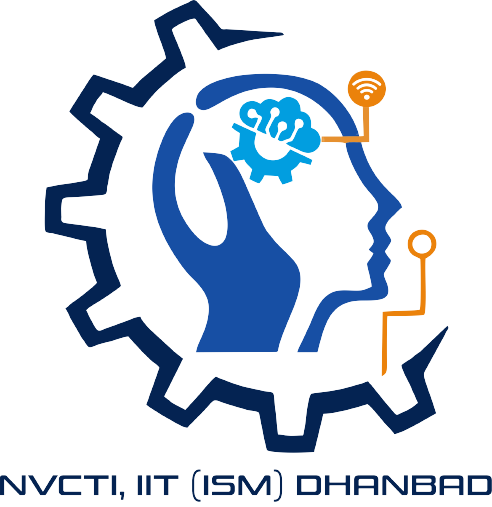 NVCTI, IIT (ISM) DHANBAD